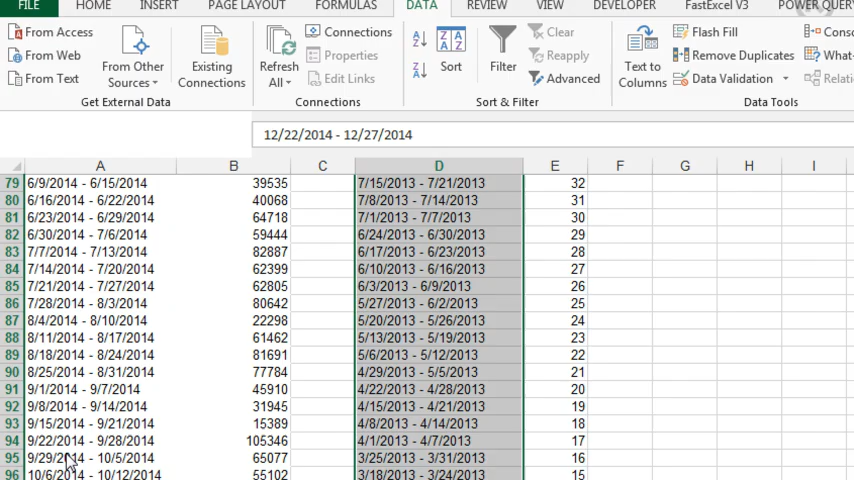 FILE HOME INSERT PAGE LAYOUT FORMULAS DATA REVIEW VIEW DEVELOPER FastExcel V3 POWER QUERY
From Access
From Web
From Text
From Other
Sources
Existing
Connections
Get External Data
Refresh
All
Connections
Properties
Edit Links
Connections
Sort
Filter
Clear
Reapply
Advanced
Sort & Filter
Text to
Columns
Flash Fill
Remove Duplicates
Data Validation
Conso
What-
Relati
Data Tools
12/22/2014 - 12/27/2014
A B C D E F G H I
79 6/9/2014 - 6/15/2014 39535 7/15/2013 - 7/21/2013 32
80 6/16/2014 - 6/22/2014 40068 7/8/2013 - 7/14/2013 31
81 6/23/2014 - 6/29/2014 64718 7/1/2013 - 7/7/2013 30
82 6/30/2014 - 7/6/2014 59444 6/24/2013 - 6/30/2013 29
83 7/7/2014 - 7/13/2014 82887 6/17/2013 - 6/23/2013 28
84 7/14/2014 - 7/20/2014 62399 6/10/2013 - 6/16/2013 27
85 7/21/2014 - 7/27/2014 62805 6/3/2013 - 6/9/2013 26
86 7/28/2014 - 8/3/2014 80642 5/27/2013 - 6/2/2013 25
87 8/4/2014 - 8/10/2014 22298 5/20/2013 - 5/26/2013 24
88 8/11/2014 - 8/17/2014 61462 5/13/2013 - 5/19/2013 23
89 8/18/2014 - 8/24/2014 81691 5/6/2013 - 5/12/2013 22
90 8/25/2014 - 8/31/2014 77784 4/29/2013 - 5/5/2013 21
91 9/1/2014 - 9/7/2014 45910 4/22/2013 - 4/28/2013 20
92 9/8/2014 - 9/14/2014 31945 4/15/2013 - 4/21/2013 19
93 9/15/2014 - 9/21/2014 15389 4/8/2013 - 4/14/2013 18
94 9/22/2014 - 9/28/2014 105346 4/1/2013 - 4/7/2013 17
95 9/29/2014 - 10/5/2014 65077 3/25/2013 - 3/31/2013 16
96 10/6/2014 - 10/12/2014 55102 3/18/2013 - 3/24/2013 15